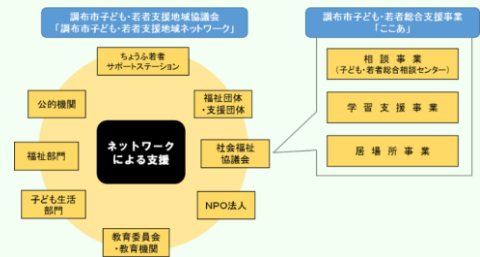 調布市子ども・若者支援地域協議会
「調布市子ども・若者支援地域ネットワーク」
ちょうふ若者
サポートステーション
公的機関
福祉団体
・支援団体
ネットワーク
による支援
福祉部門
社会福祉
協議会
子ども生活
部門
NPO法人
教育委員会
・教育機関
調布市子ども・若者総合支援事業
「ここあ」
相談事業
(子ども・若者総合相談センター)
学習支援事業
居場所事業